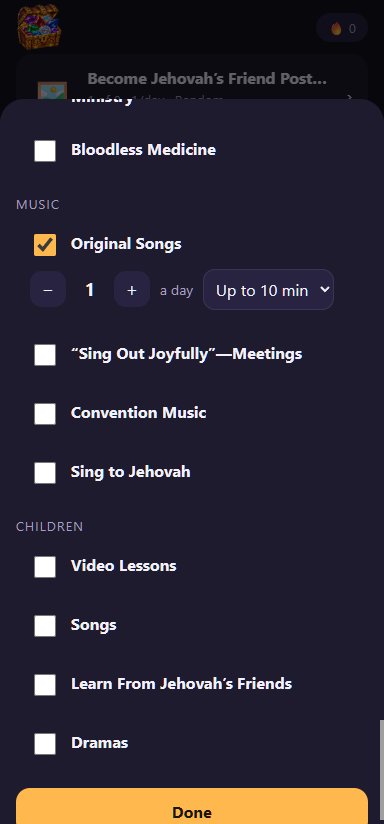 0
Become Jehovah’s Friend Post…
Ministry
Bloodless Medicine
MUSIC
Original Songs
− 1 + a day Up to 10 min
“Sing Out Joyfully”—Meetings
Convention Music
Sing to Jehovah
CHILDREN
Video Lessons
Songs
Learn From Jehovah’s Friends
Dramas
Done